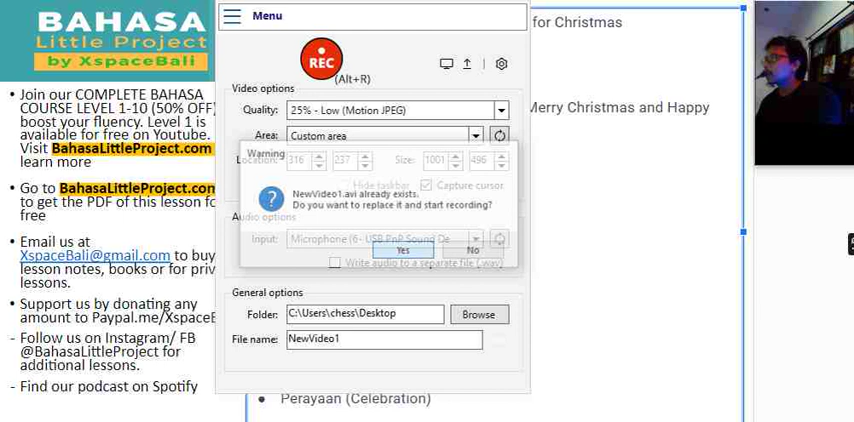 BAHASA
Little Project
by XspaceBali
• Join our COMPLETE BAHASA
COURSE LEVEL 1-10 (50% OFF)
boost your fluency. Level 1 is
available for free on Youtube.
Visit BahasaLittleProject.com
learn more
• Go to BahasaLittleProject.com
to get the PDF of this lesson fo
free
• Email us at
XspaceBali@gmail.com to buy
lesson notes, books or for priv
lessons.
• Support us by donating any
amount to Paypal.me/XspaceB
- Follow us on Instagram/ FB
@BahasaLittleProject for
additional lessons.
- Find our podcast on Spotify
Menu
REC
(Alt+R)
Video options
Quality: 25% - Low (Motion JPEG)
Area: Custom area
Warning
Location: 316 237 Size: 1001 496
Hide taskbar Capture cursor
NewVideo1.avi already exists.
Do you want to replace it and start recording?
Audio options
Input: Microphone (6- USB PnP Sound De
Yes No
Write audio to a separate file (.wav)
General options
Folder: C:\Users\chess\Desktop Browse
File name: NewVideo1
for Christmas
Merry Christmas and Happy
• Perayaan (Celebration)